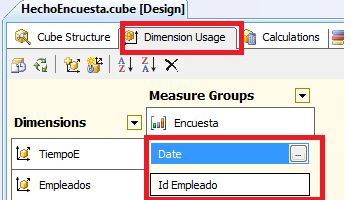 HechoEncuesta.cube [Design]
Cube Structure
Dimension Usage
Calculations
A Z
Z A
Measure Groups
Dimensions
Encuesta
TiempoE
Date
...
Empleados
Id Empleado